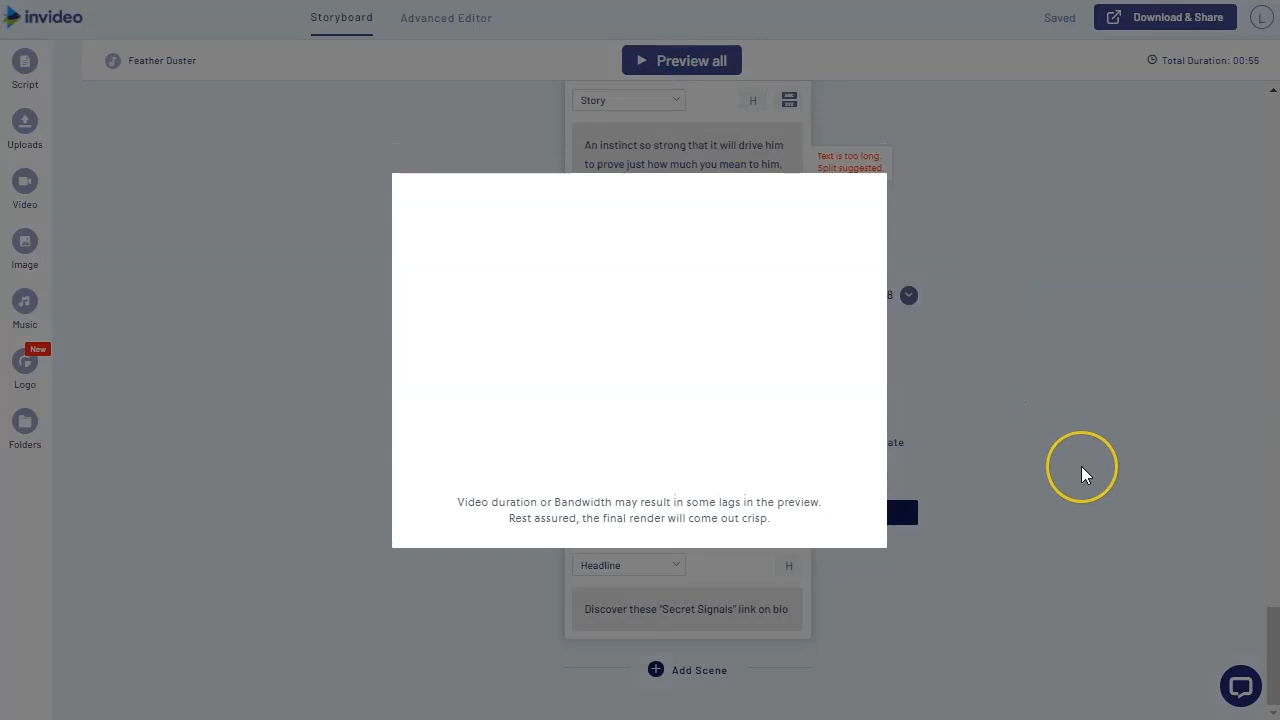 invideo
Storyboard
Advanced Editor
Saved
Download & Share
L
Feather Duster
Preview all
Total Duration: 00:55
Script
Uploads
Video
Image
Music
New
Logo
Folders
Story
H
ABC
XYZ
An instinct so strong that it will drive him
to prove just how much you mean to him,
Text is too long.
Split suggested.
8
ate
Video duration or Bandwidth may result in some lags in the preview.
Rest assured, the final render will come out crisp.
Headline
H
Discover these “Secret Signals” link on bio
Add Scene